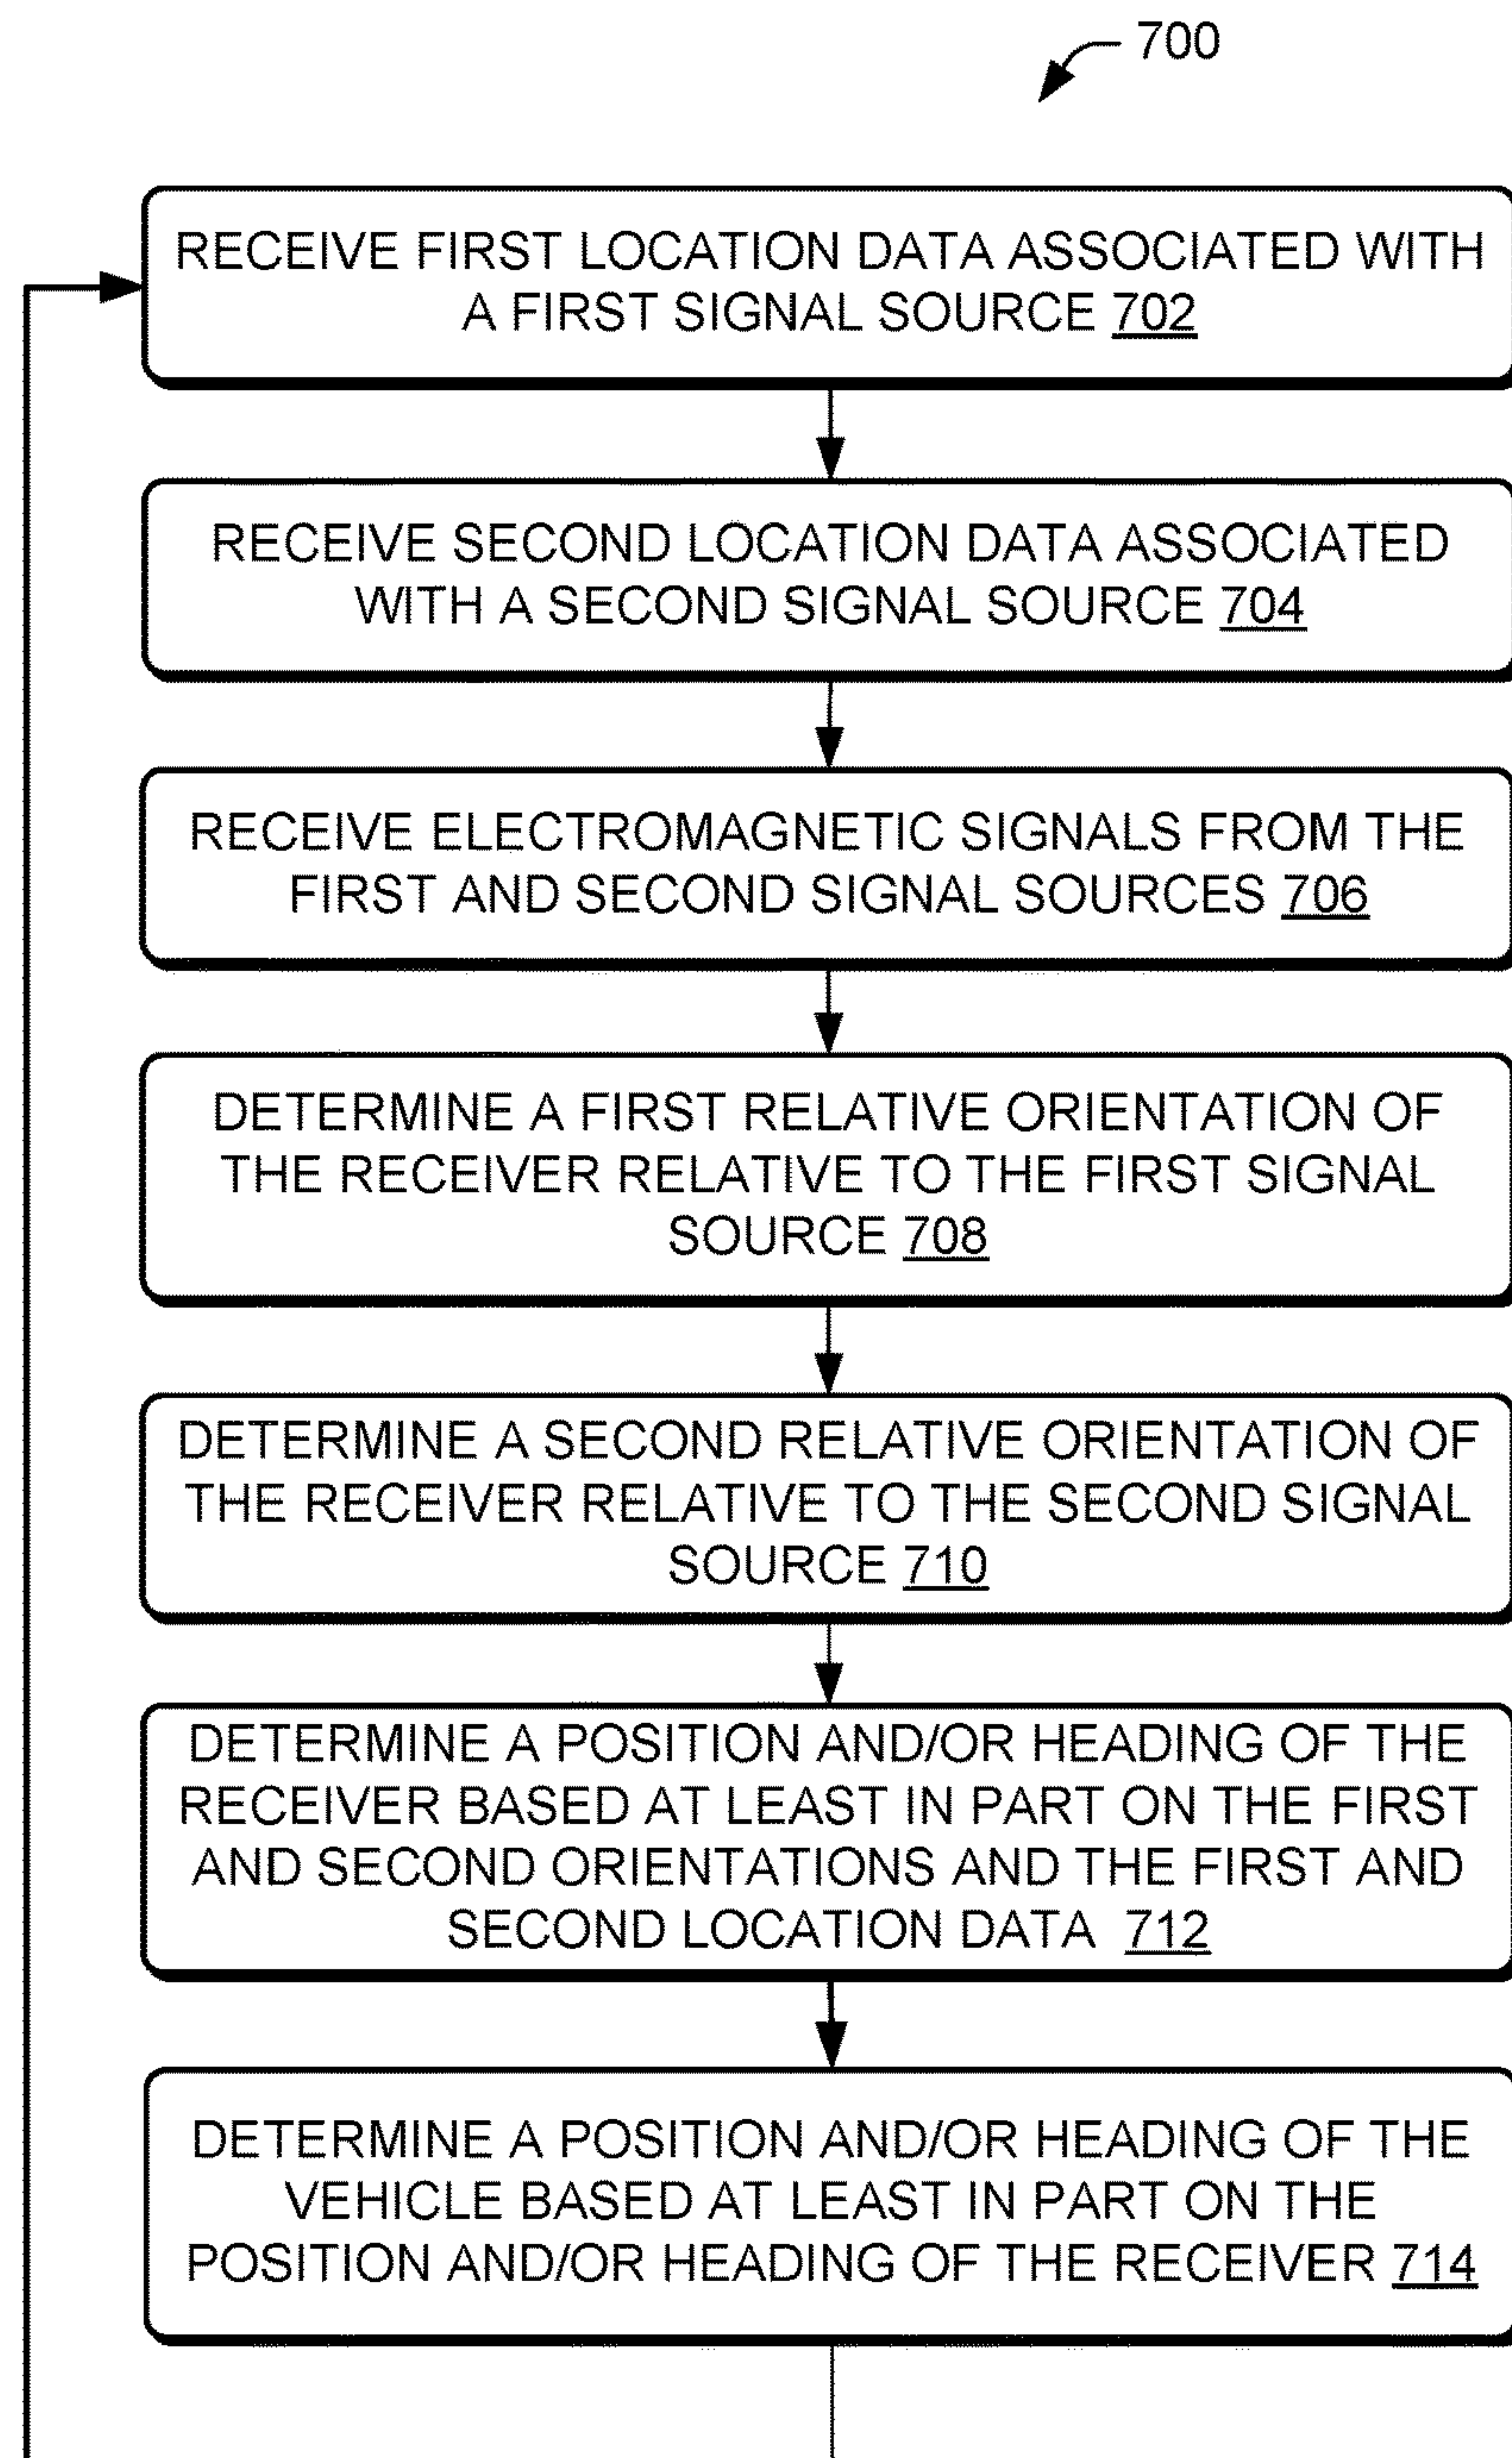 700
RECEIVE FIRST LOCATION DATA ASSOCIATED WITH
A FIRST SIGNAL SOURCE 702
RECEIVE SECOND LOCATION DATA ASSOCIATED
WITH A SECOND SIGNAL SOURCE 704
RECEIVE ELECTROMAGNETIC SIGNALS FROM THE
FIRST AND SECOND SIGNAL SOURCES 706
DETERMINE A FIRST RELATIVE ORIENTATION OF
THE RECEIVER RELATIVE TO THE FIRST SIGNAL
SOURCE 708
DETERMINE A SECOND RELATIVE ORIENTATION OF
THE RECEIVER RELATIVE TO THE SECOND SIGNAL
SOURCE 710
DETERMINE A POSITION AND/OR HEADING OF THE
RECEIVER BASED AT LEAST IN PART ON THE FIRST
AND SECOND ORIENTATIONS AND THE FIRST AND
SECOND LOCATION DATA 712
DETERMINE A POSITION AND/OR HEADING OF THE
VEHICLE BASED AT LEAST IN PART ON THE
POSITION AND/OR HEADING OF THE RECEIVER 714